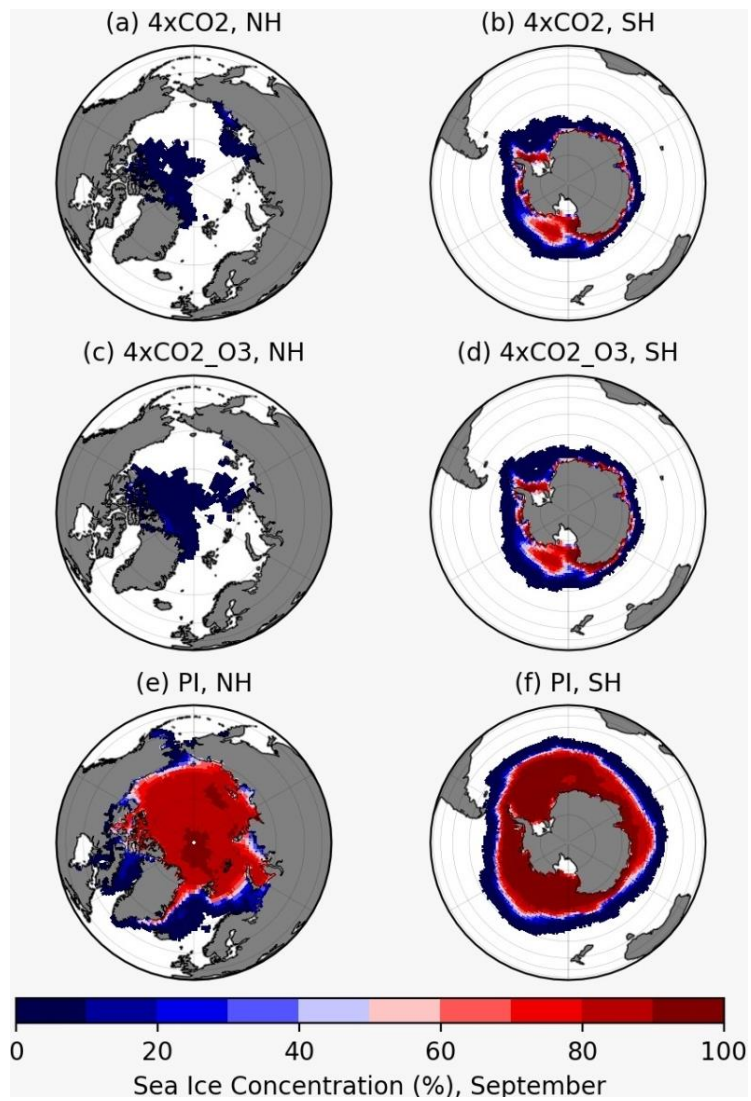 (a) 4xCO2, NH
(b) 4xCO2, SH
(c) 4xCO2_O3, NH
(d) 4xCO2_O3, SH
(e) PI, NH
(f) PI, SH
0 20 40 60 80 100
Sea Ice Concentration (%), September